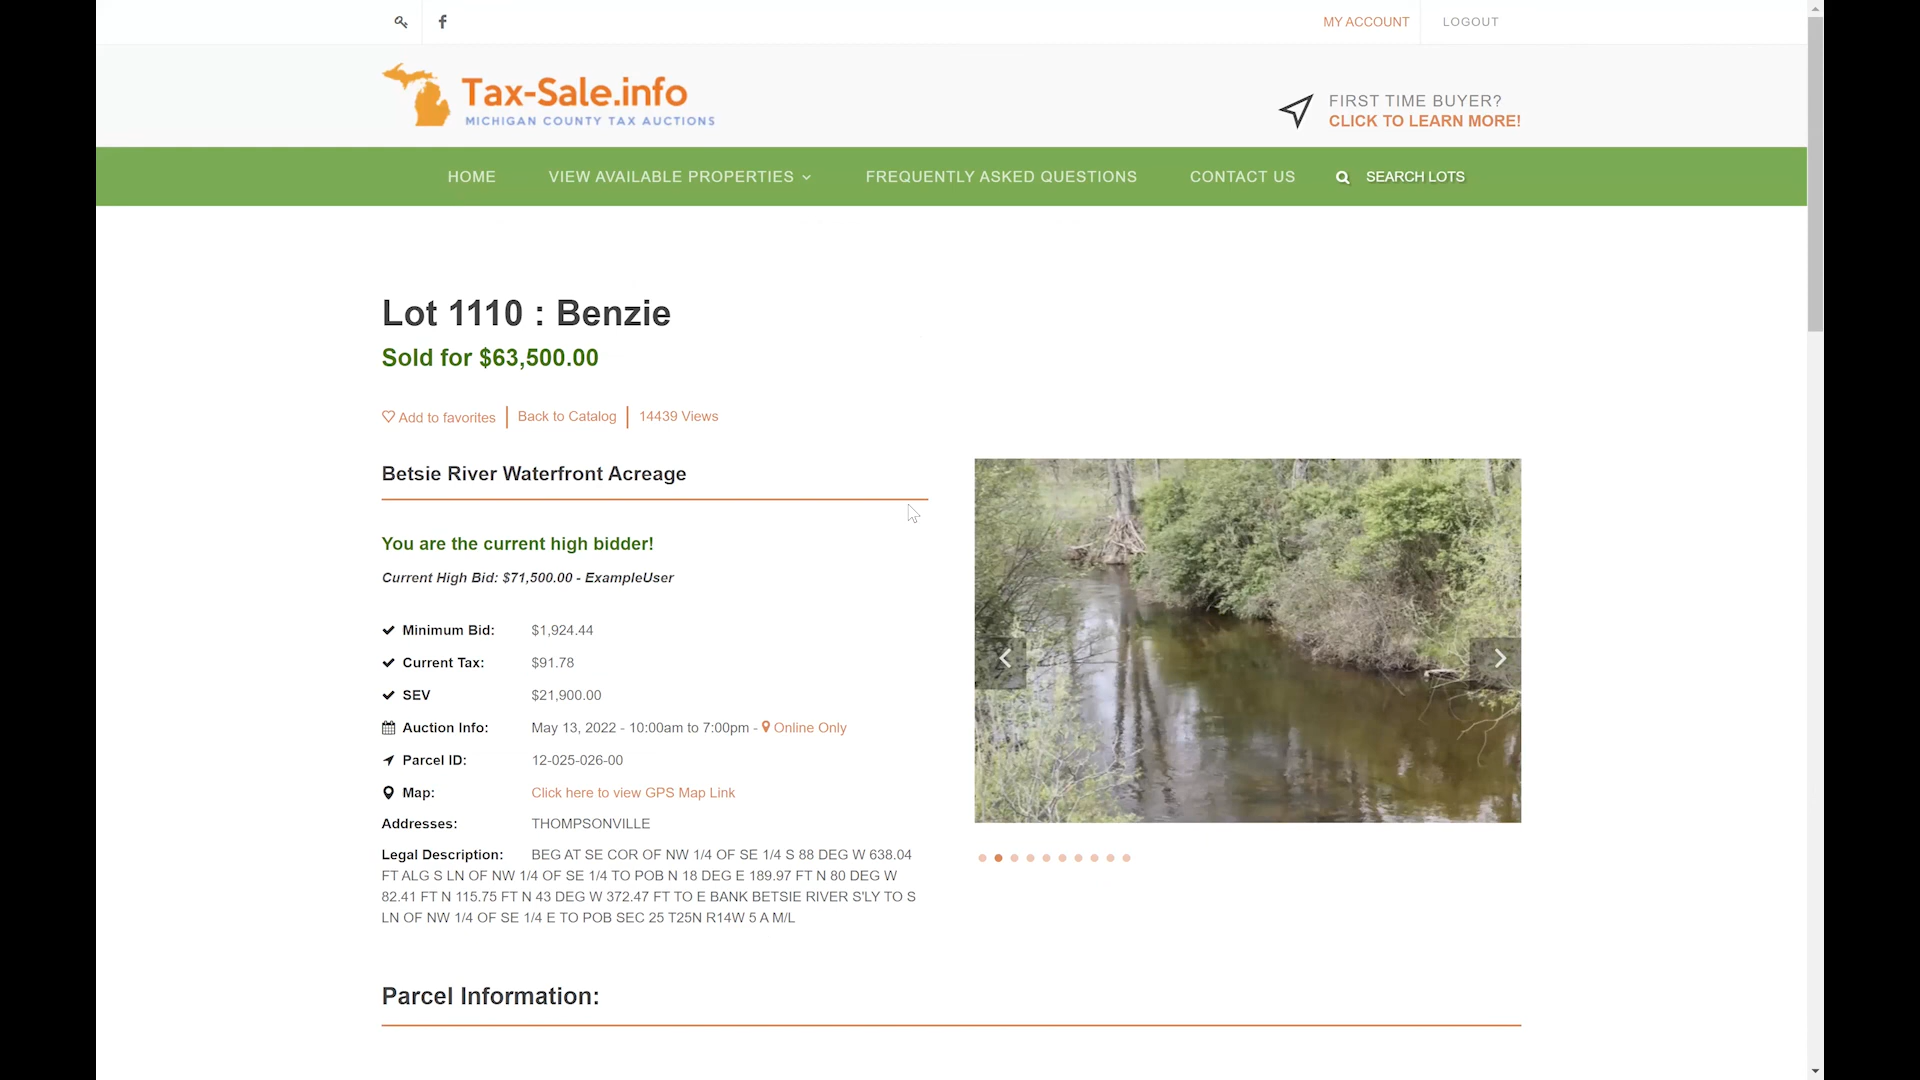 MY ACCOUNT
LOGOUT
Tax-Sale.info
MICHIGAN COUNTY TAX AUCTIONS
FIRST TIME BUYER?
CLICK TO LEARN MORE!
HOME
VIEW AVAILABLE PROPERTIES
FREQUENTLY ASKED QUESTIONS
CONTACT US
SEARCH LOTS
Lot 1110 : Benzie
Sold for $63,500.00
Add to favorites
Back to Catalog
14439 Views
Betsie River Waterfront Acreage
You are the current high bidder!
Current High Bid: $71,500.00 - ExampleUser
Minimum Bid: $1,924.44
Current Tax: $91.78
SEV $21,900.00
Auction Info: May 13, 2022 - 10:00am to 7:00pm - Online Only
Parcel ID: 12-025-026-00
Map: Click here to view GPS Map Link
Addresses: THOMPSONVILLE
Legal Description: BEG AT SE COR OF NW 1/4 OF SE 1/4 S 88 DEG W 638.04
FT ALG S LN OF NW 1/4 OF SE 1/4 TO POB N 18 DEG E 189.97 FT N 80 DEG W
82.41 FT N 115.75 FT N 43 DEG W 372.47 FT TO E BANK BETSIE RIVER S'LY TO S
LN OF NW 1/4 OF SE 1/4 E TO POB SEC 25 T25N R14W 5 A M/L
Parcel Information: